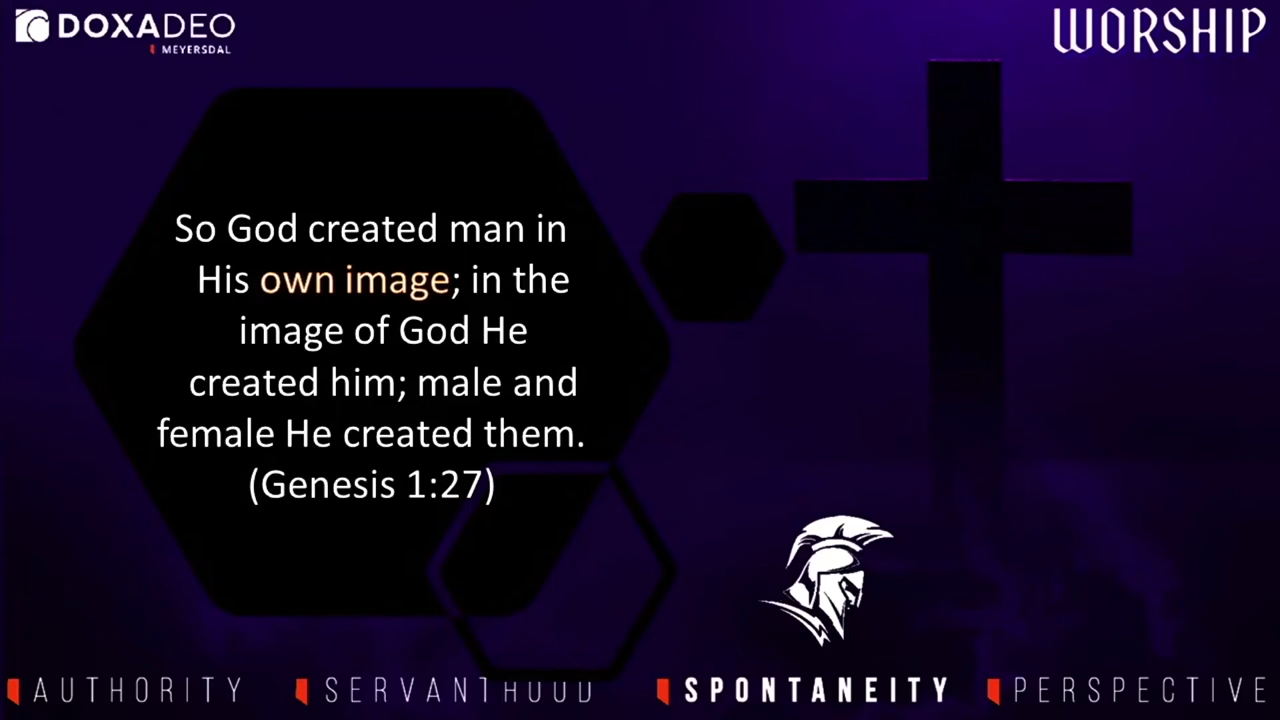 DOXADEO
MEYERSDAL
WORSHIP
So God created man in
His own image; in the
image of God He
created him; male and
female He created them.
(Genesis 1:27)
AUTHORITY
SERVANTHOOD
SPONTANEITY
PERSPECTIVE